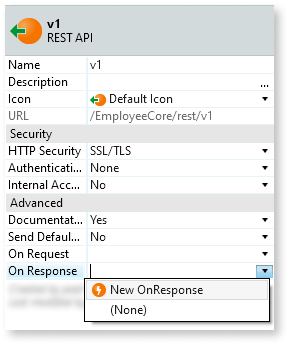 v1
REST API
Name v1
Description ...
Icon Default Icon
URL /EmployeeCore/rest/v1
Security
HTTP Security SSL/TLS
Authenticati... None
Internal Acc... No
Advanced
Documentat... Yes
Send Defaul... No
On Request
On Response
New OnResponse
(None)